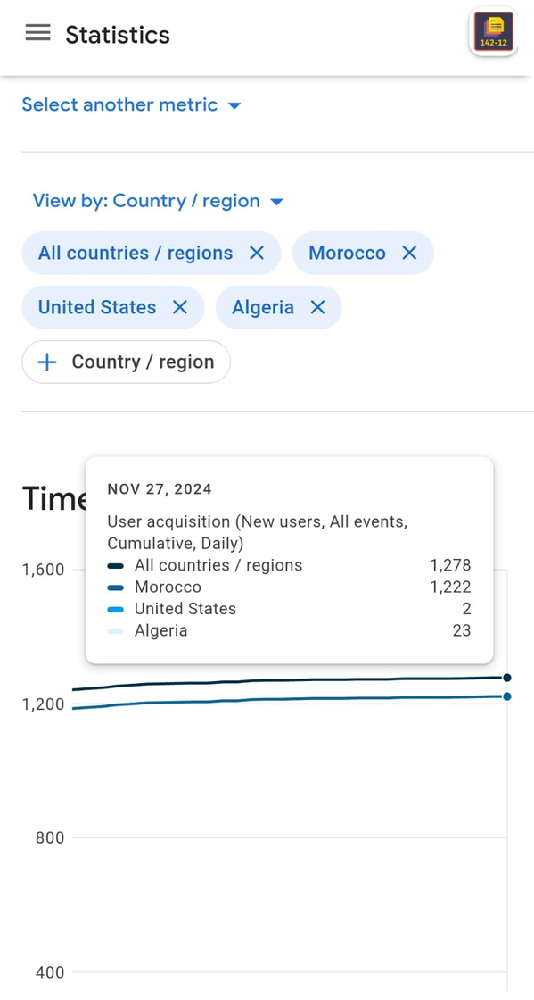 Statistics
142-12
Select another metric
View by: Country / region
All countries / regions
Morocco
United States
Algeria
Country / region
Time
NOV 27, 2024
User acquisition (New users, All events,
Cumulative, Daily)
All countries / regions 1,278
Morocco 1,222
United States 2
Algeria 23
1,600
1,200
800
400